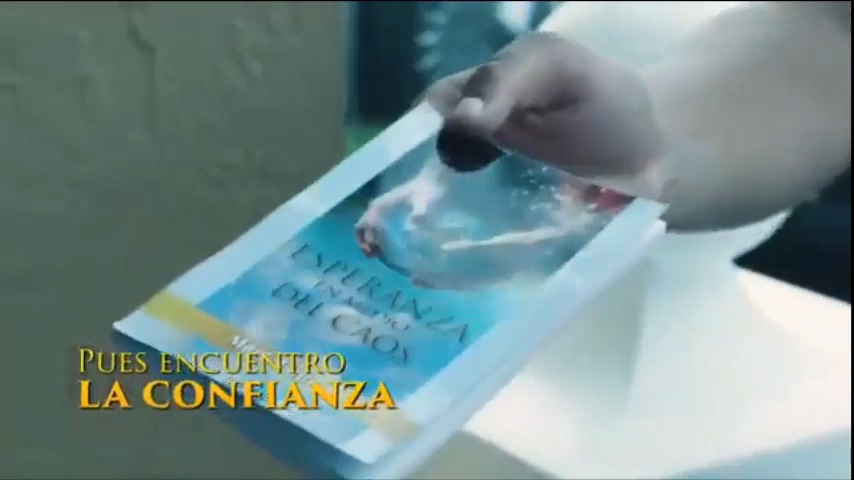 ESPERANZA
EN MEDIO
DEL CAOS
PUES ENCUENTRO
LA CONFIANZA